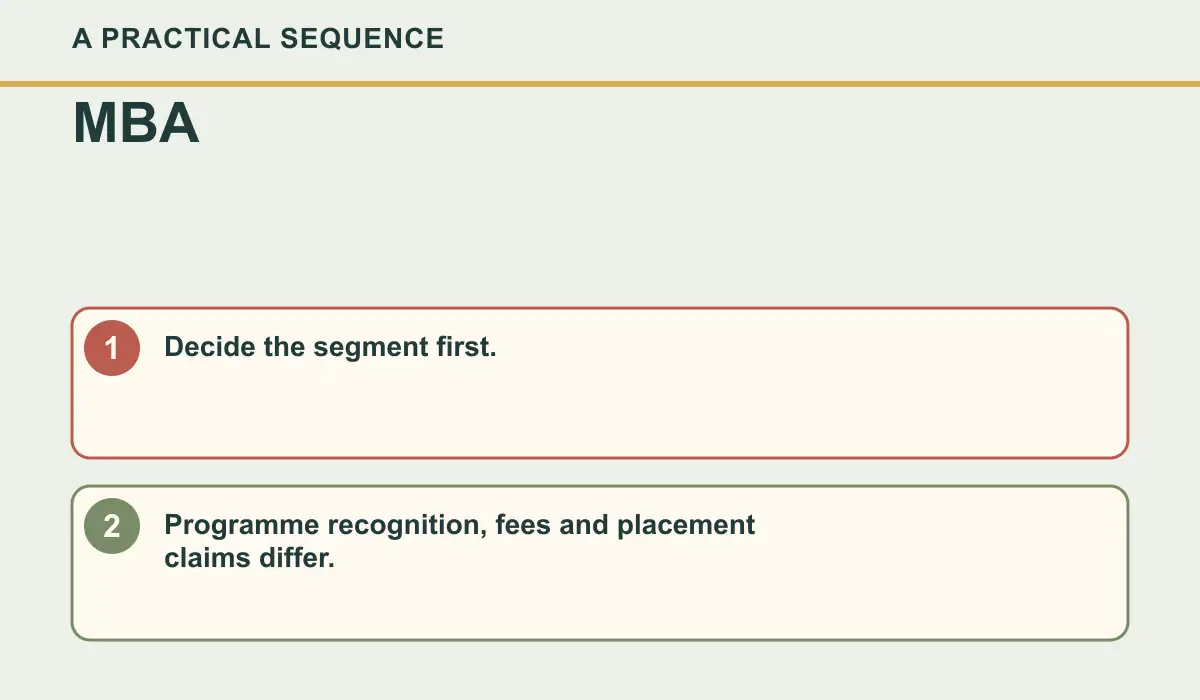 A PRACTICAL SEQUENCE
MBA
1
Decide the segment first.
2
Programme recognition, fees and placement
claims differ.